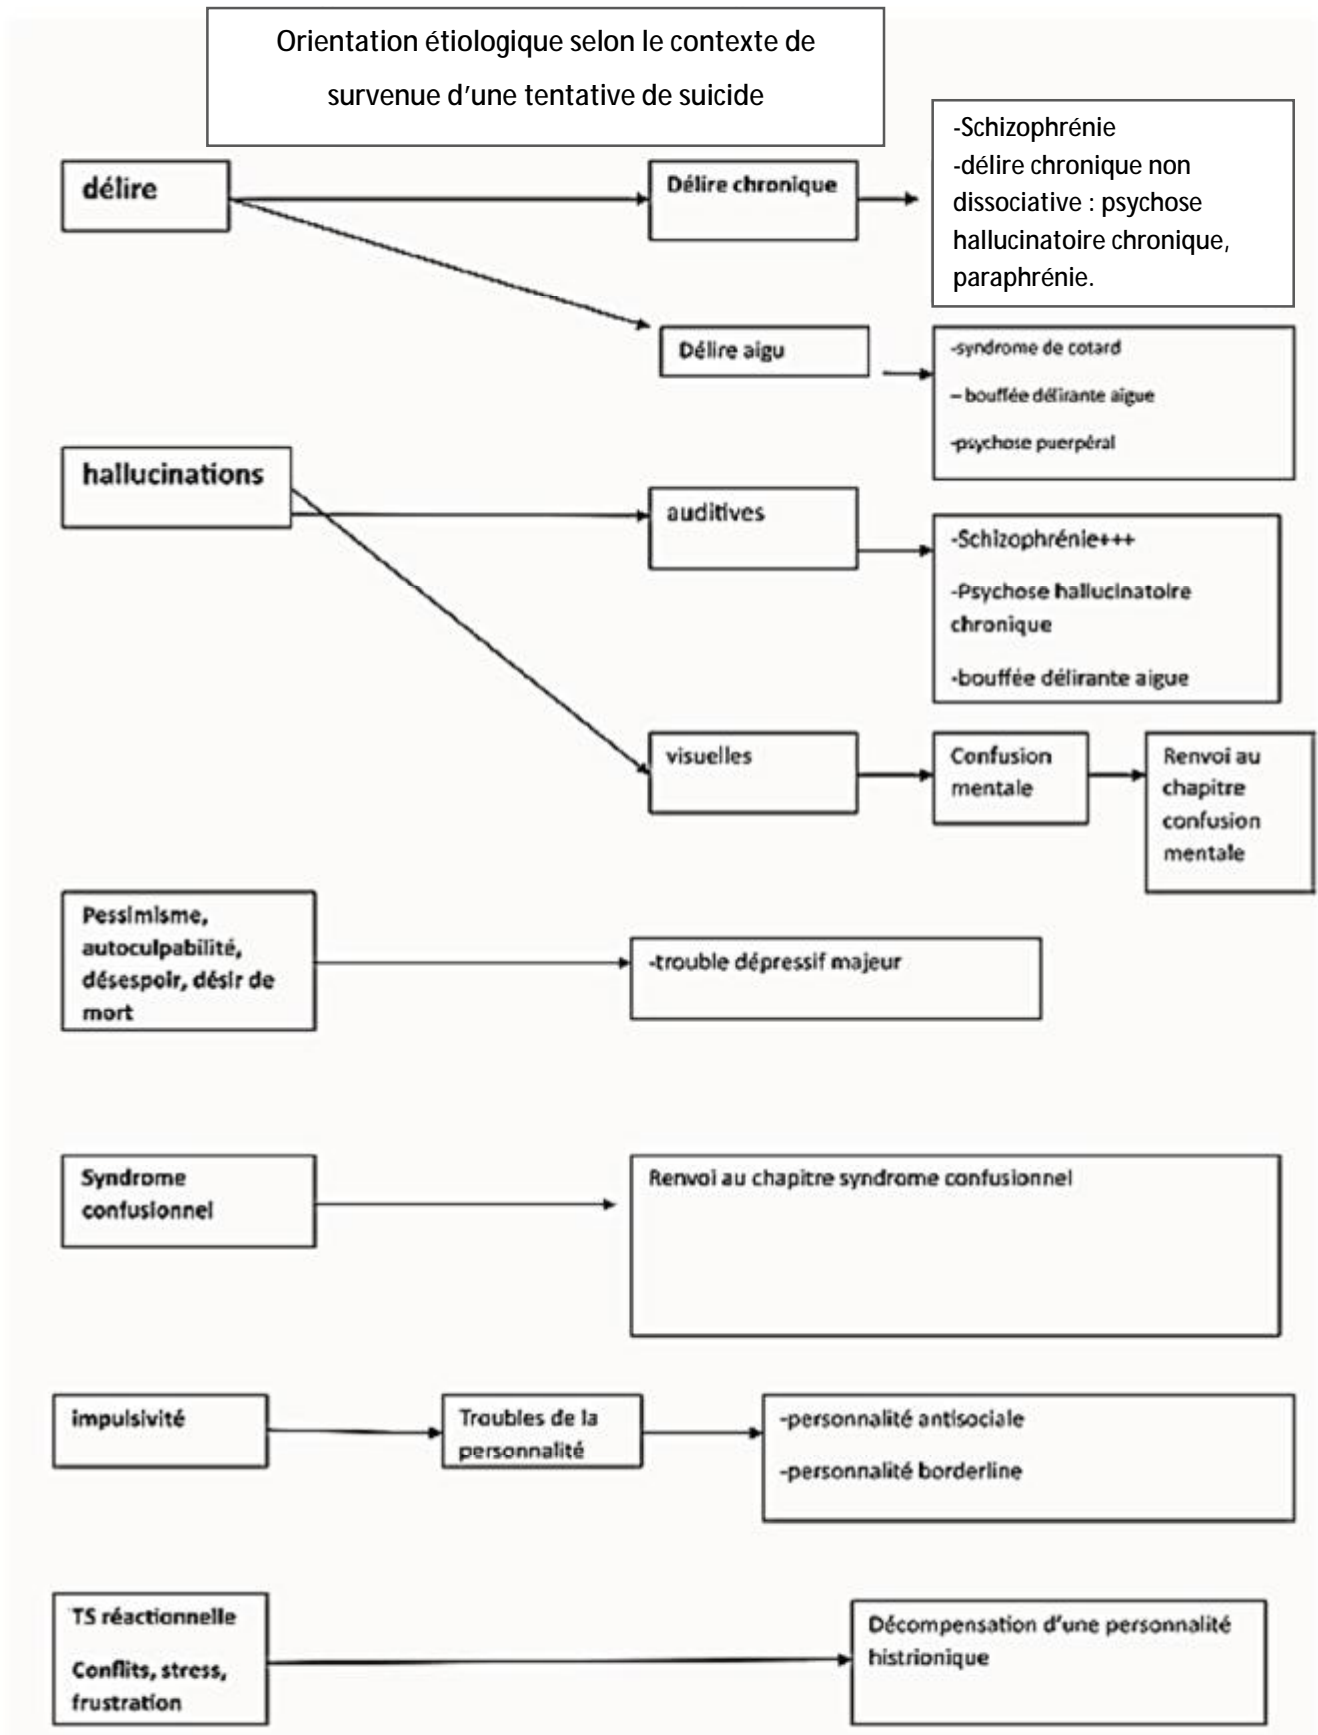 Orientation étiologique selon le contexte de
survenue d'une tentative de suicide
délire
Délire chronique
-Schizophrénie
-délire chronique non
dissociative : psychose
hallucinatoire chronique,
paraphrénie.
Délire aigu
-syndrome de cotard
– bouffée délirante aigue
-psychose puerpéral
hallucinations
auditives
-Schizophrénie+++
-Psychose hallucinatoire
chronique
-bouffée délirante aigue
visuelles
Confusion
mentale
Renvoi au
chapitre
confusion
mentale
Pessimisme,
autoculpabilité,
désespoir, désir de
mort
-trouble dépressif majeur
Syndrome
confusionnel
Renvoi au chapitre syndrome confusionnel
impulsivité
Troubles de la
personnalité
-personnalité antisociale
-personnalité borderline
TS réactionnelle
Conflits, stress,
frustration
Décompensation d'une personnalité
histrionique